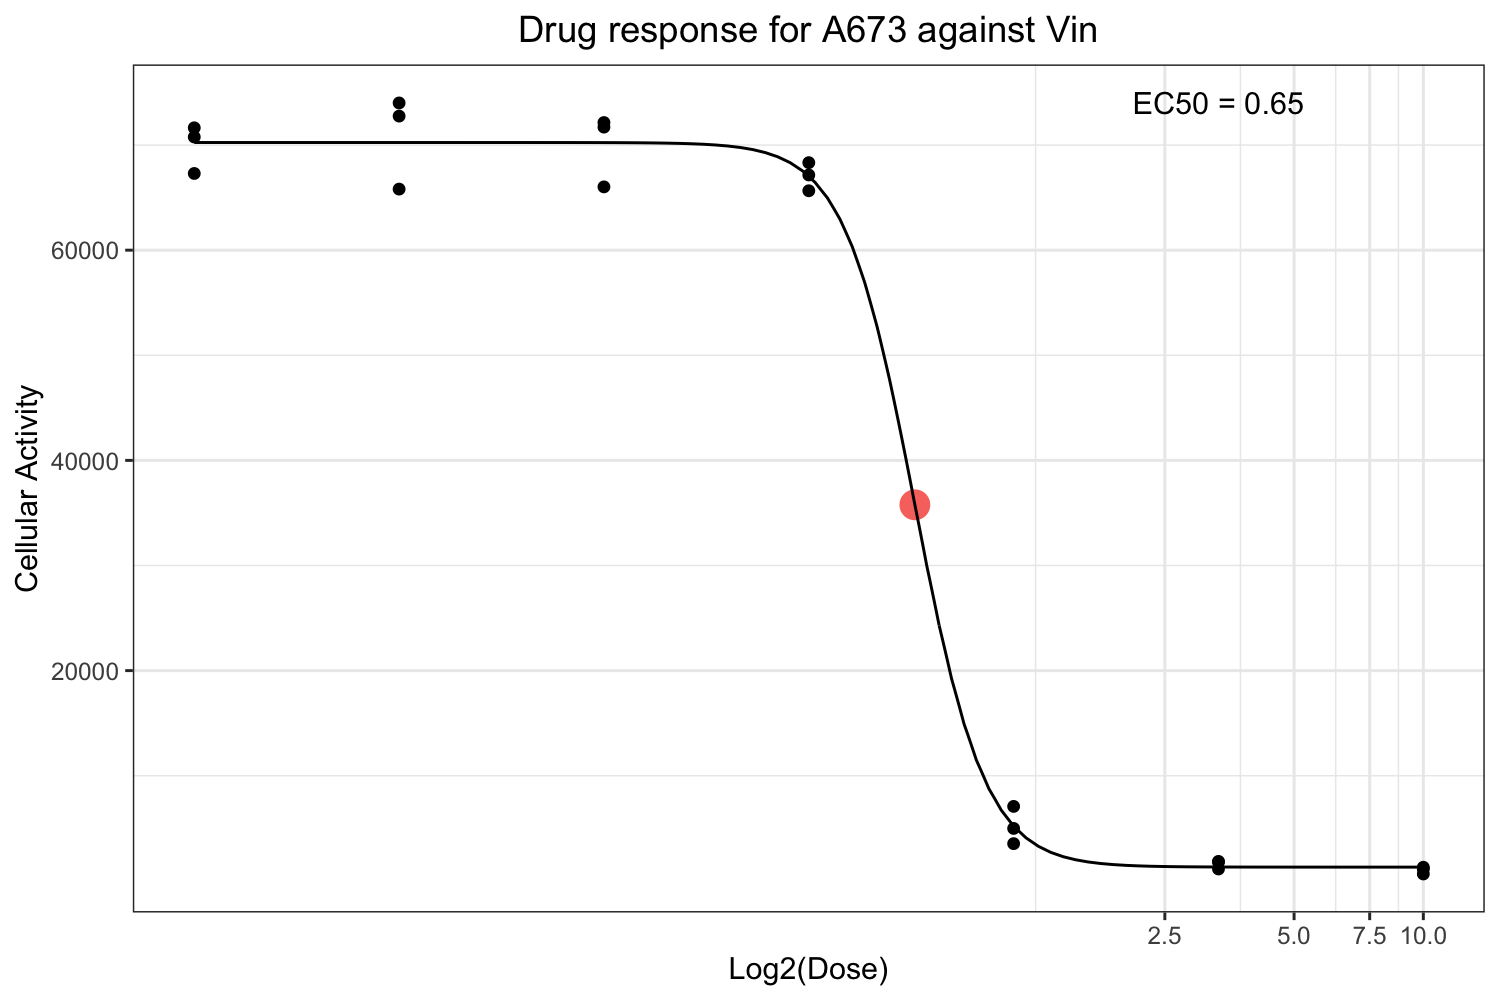 Drug response for A673 against Vin
EC50 = 0.65
60000
40000
20000
Cellular Activity
2.5 5.0 7.5 10.0
Log2(Dose)